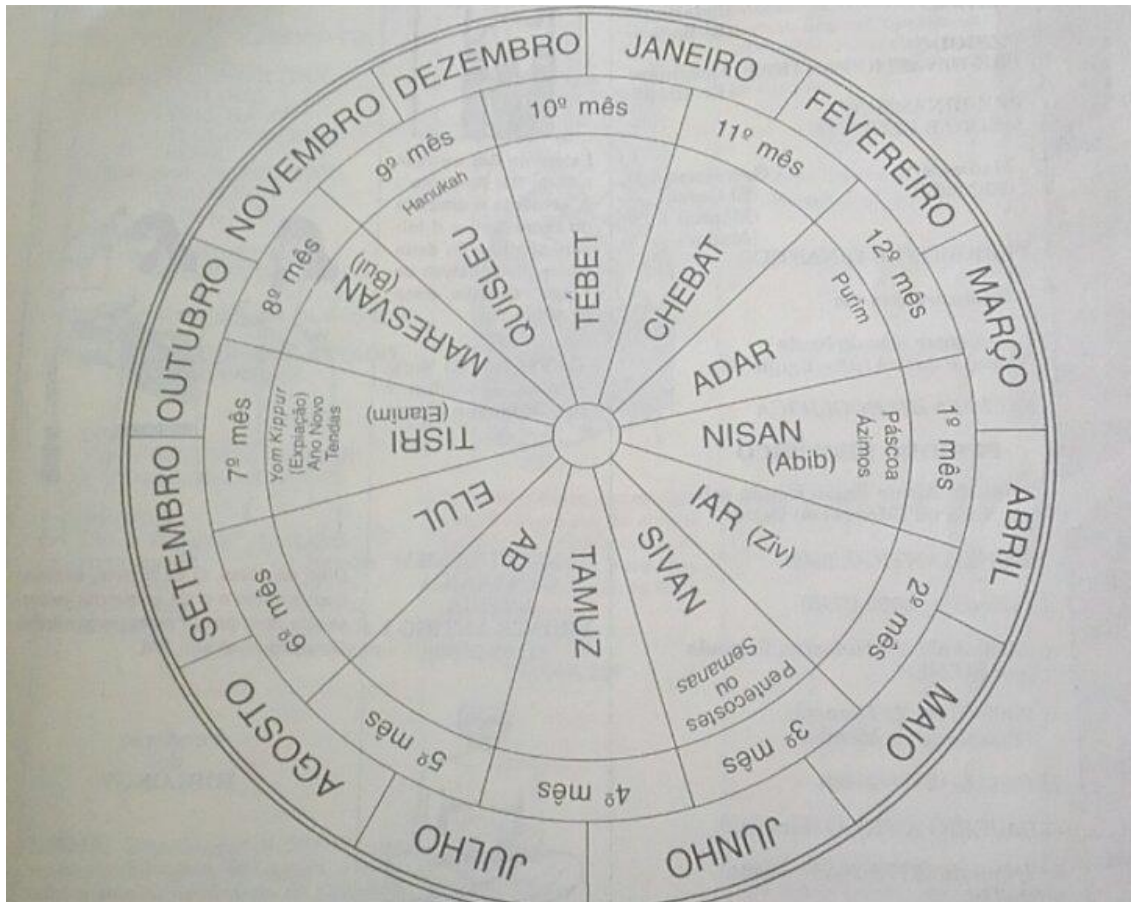 JANEIRO
FEVEREIRO
MARÇO
ABRIL
MAIO
JUNHO
JULHO
AGOSTO
SETEMBRO
OUTUBRO
NOVEMBRO
DEZEMBRO
1º mês
Páscoa
Ázimos
NISAN
(Abib)
2º mês
IAR (Ziv)
3º mês
Pentecostes
ou
Semanas
SIVAN
4º mês
TAMUZ
5º mês
AB
6º mês
ELUL
7º mês
Yom Kippur
(Expiação)
Ano Novo
Tendas
TISRI
(Etanim)
8º mês
MARESVAN
(Bul)
9º mês
Hanukah
QUISLEU
10º mês
TÉBET
11º mês
CHEBAT
12º mês
Purim
ADAR